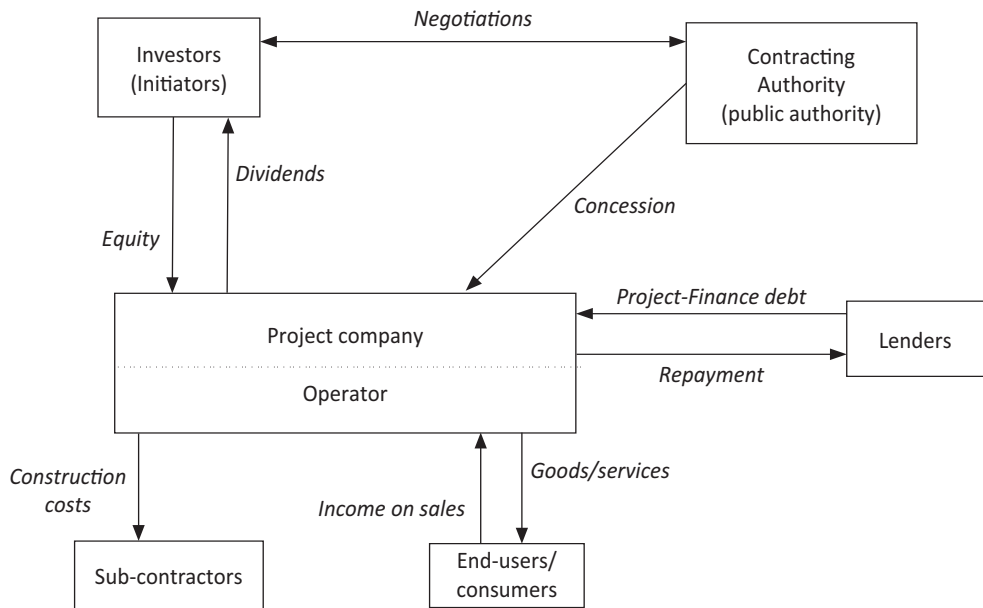 Negotiations
Investors
(Initiators)
Contracting
Authority
(public authority)
Dividends
Concession
Equity
Project-Finance debt
Project company
Lenders
Repayment
Operator
Construction
costs
Goods/services
Income on sales
Sub-contractors
End-users/
consumers